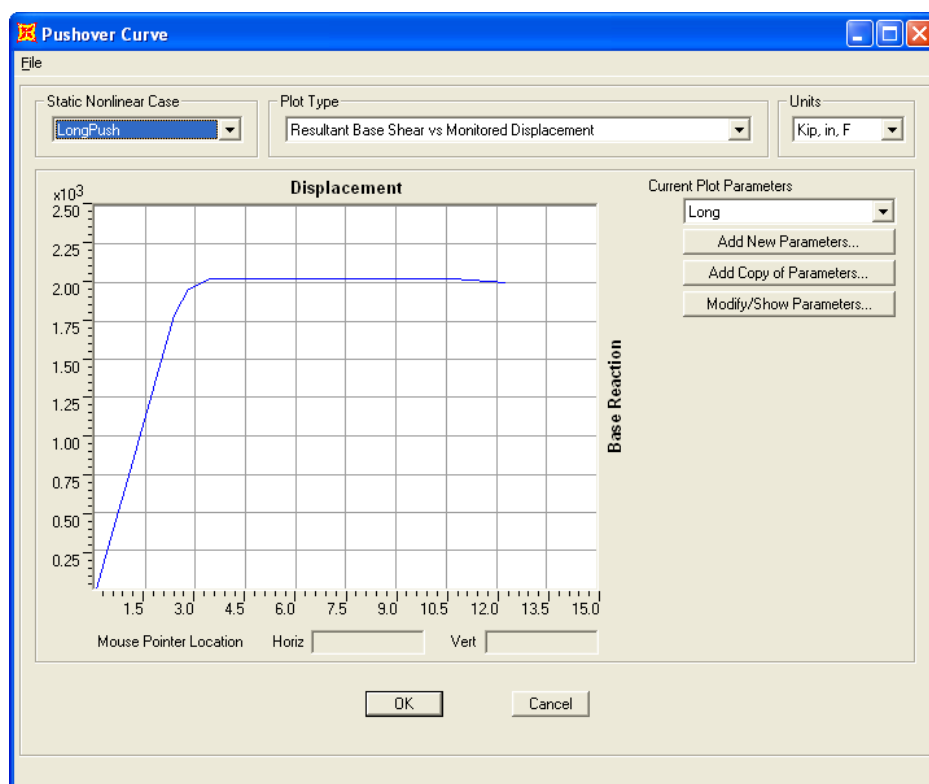 Pushover Curve
File
Static Nonlinear Case
LongPush
Plot Type
Resultant Base Shear vs Monitored Displacement
Units
Kip, in, F
Displacement
x10³
2.50
2.25
2.00
1.75
1.50
1.25
1.00
0.75
0.50
0.25
1.5 3.0 4.5 6.0 7.5 9.0 10.5 12.0 13.5 15.0
Base Reaction
Current Plot Parameters
Long
Add New Parameters...
Add Copy of Parameters...
Modify/Show Parameters...
Mouse Pointer Location Horiz Vert
OK Cancel